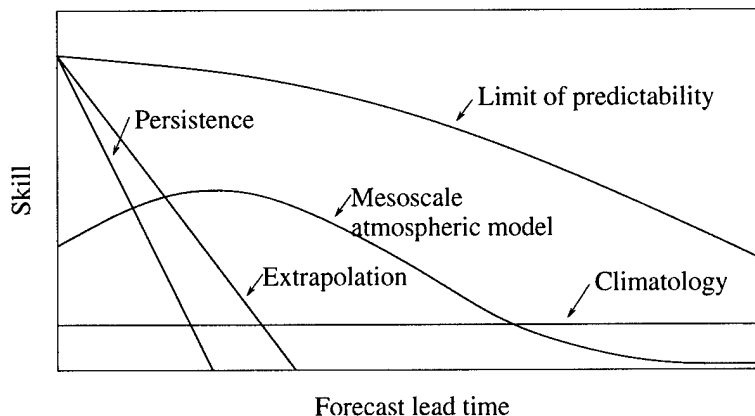 Limit of predictability
Persistence
Skill
Mesoscale
atmospheric model
Extrapolation
Climatology
Forecast lead time